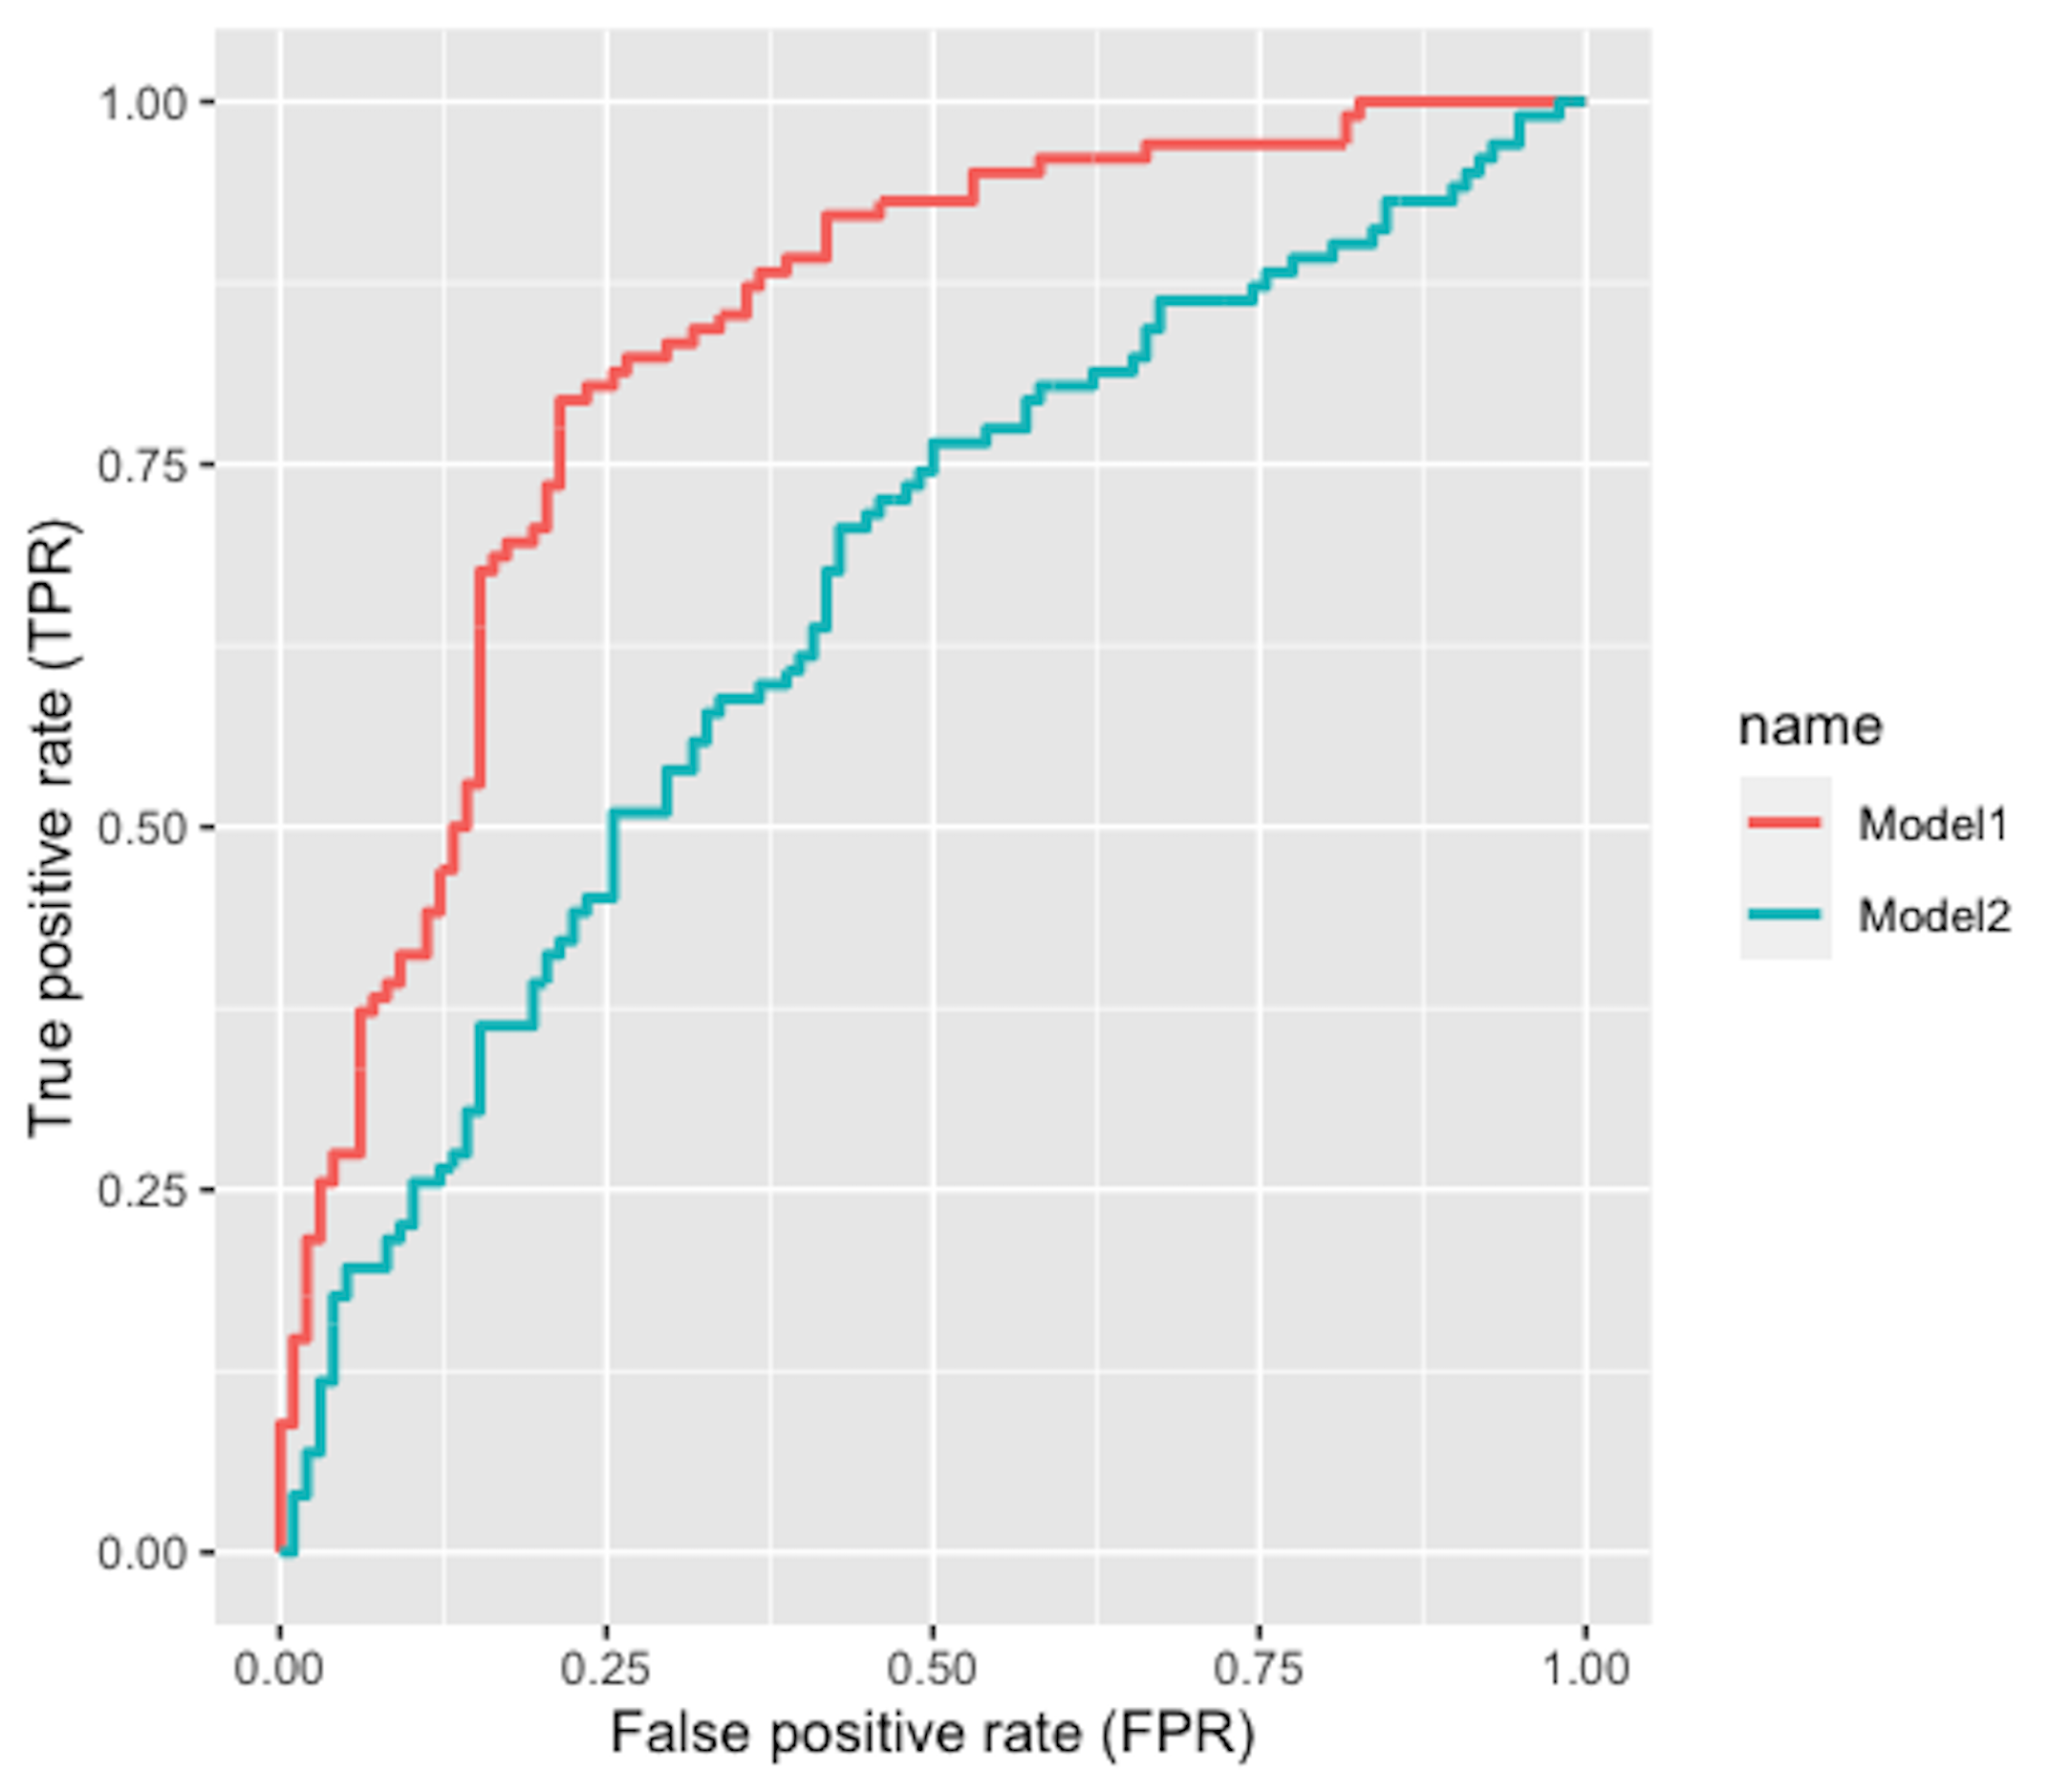 1.00
0.75
0.50
0.25
0.00
True positive rate (TPR)
0.00 0.25 0.50 0.75 1.00
False positive rate (FPR)
name
Model1
Model2